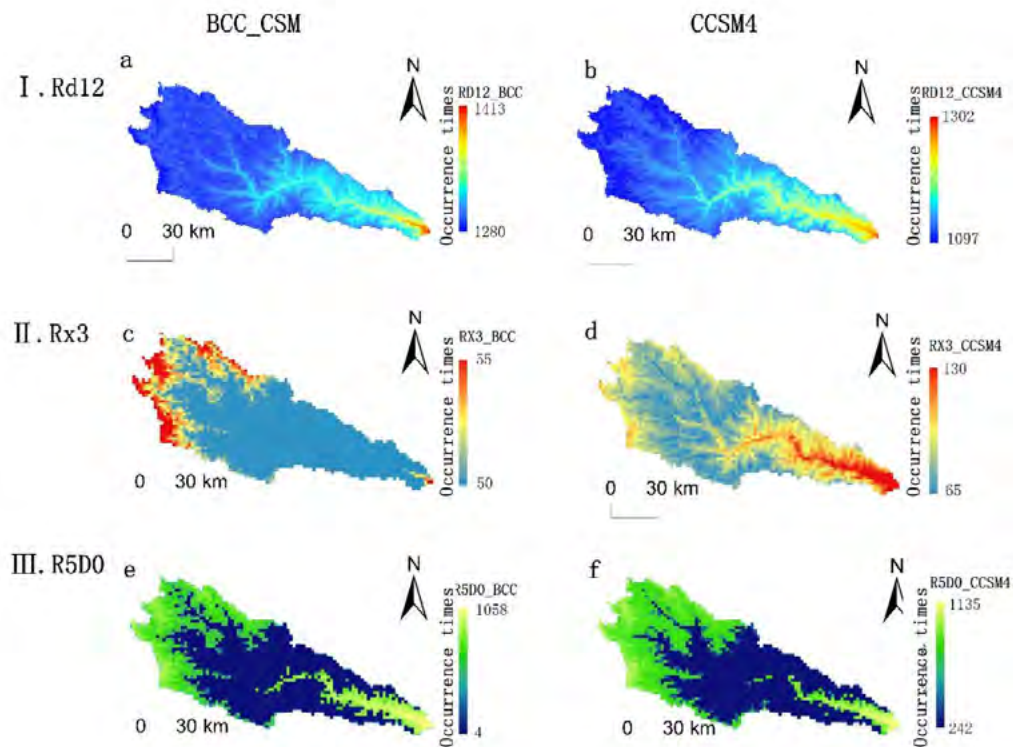 BCC_CSM
CCSM4
I.Rd12
a
N
RD12_BCC
1413
Occurrence times
1280
0 30 km
b
N
RD12_CCSM4
1302
Occurrence times
1097
0 30 km
II.Rx3
c
N
RX3_BCC
55
Occurrence times
50
0 30 km
d
N
RX3_CCSM4
130
Occurrence times
65
0 30 km
III.R5D0
e
N
R5D0_BCC
1058
Occurrence times
4
0 30 km
f
N
R5D0_CCSM4
1135
Occurrence times
242
0 30 km